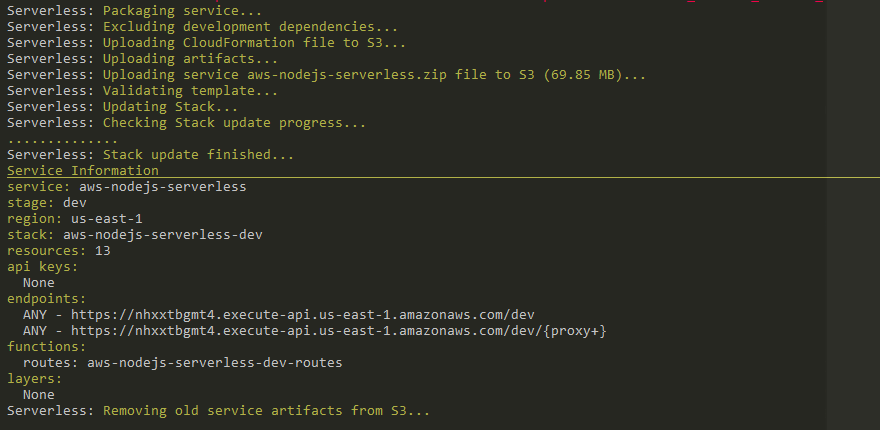 Serverless: Packaging service...
Serverless: Excluding development dependencies...
Serverless: Uploading CloudFormation file to S3...
Serverless: Uploading artifacts...
Serverless: Uploading service aws-nodejs-serverless.zip file to S3 (69.85 MB)...
Serverless: Validating template...
Serverless: Updating Stack...
Serverless: Checking Stack update progress...
..............
Serverless: Stack update finished...
Service Information
service: aws-nodejs-serverless
stage: dev
region: us-east-1
stack: aws-nodejs-serverless-dev
resources: 13
api keys:
  None
endpoints:
  ANY - https://nhxxtbgmt4.execute-api.us-east-1.amazonaws.com/dev
  ANY - https://nhxxtbgmt4.execute-api.us-east-1.amazonaws.com/dev/{proxy+}
functions:
  routes: aws-nodejs-serverless-dev-routes
layers:
  None
Serverless: Removing old service artifacts from S3...